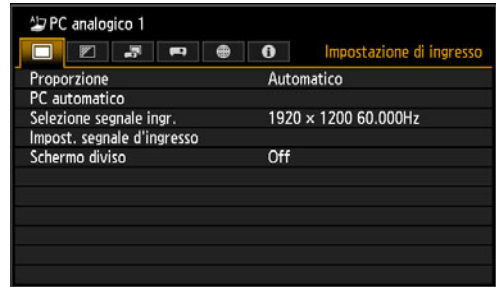 PC analogico 1
Impostazione di ingresso
Proporzione Automatico
PC automatico
Selezione segnale ingr. 1920 × 1200 60.000Hz
Impost. segnale d'ingresso
Schermo diviso Off